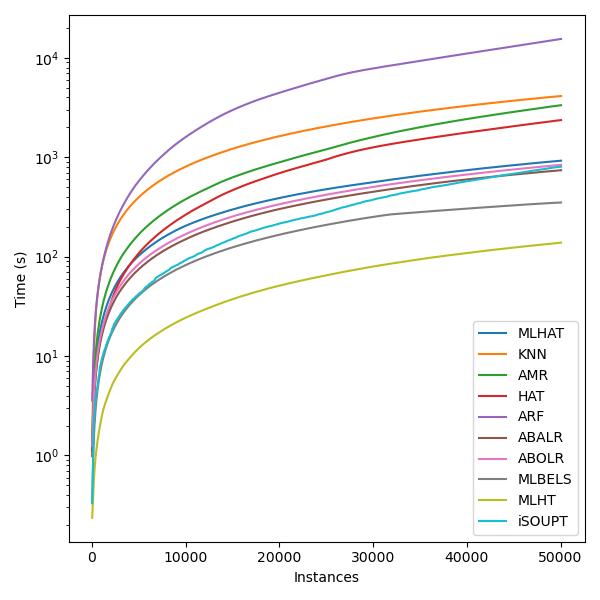 10⁴
10³
10²
10¹
10⁰
Time (s)
0
10000
20000
30000
40000
50000
Instances
MLHAT
KNN
AMR
HAT
ARF
ABALR
ABOLR
MLBELS
MLHT
iSOUPT